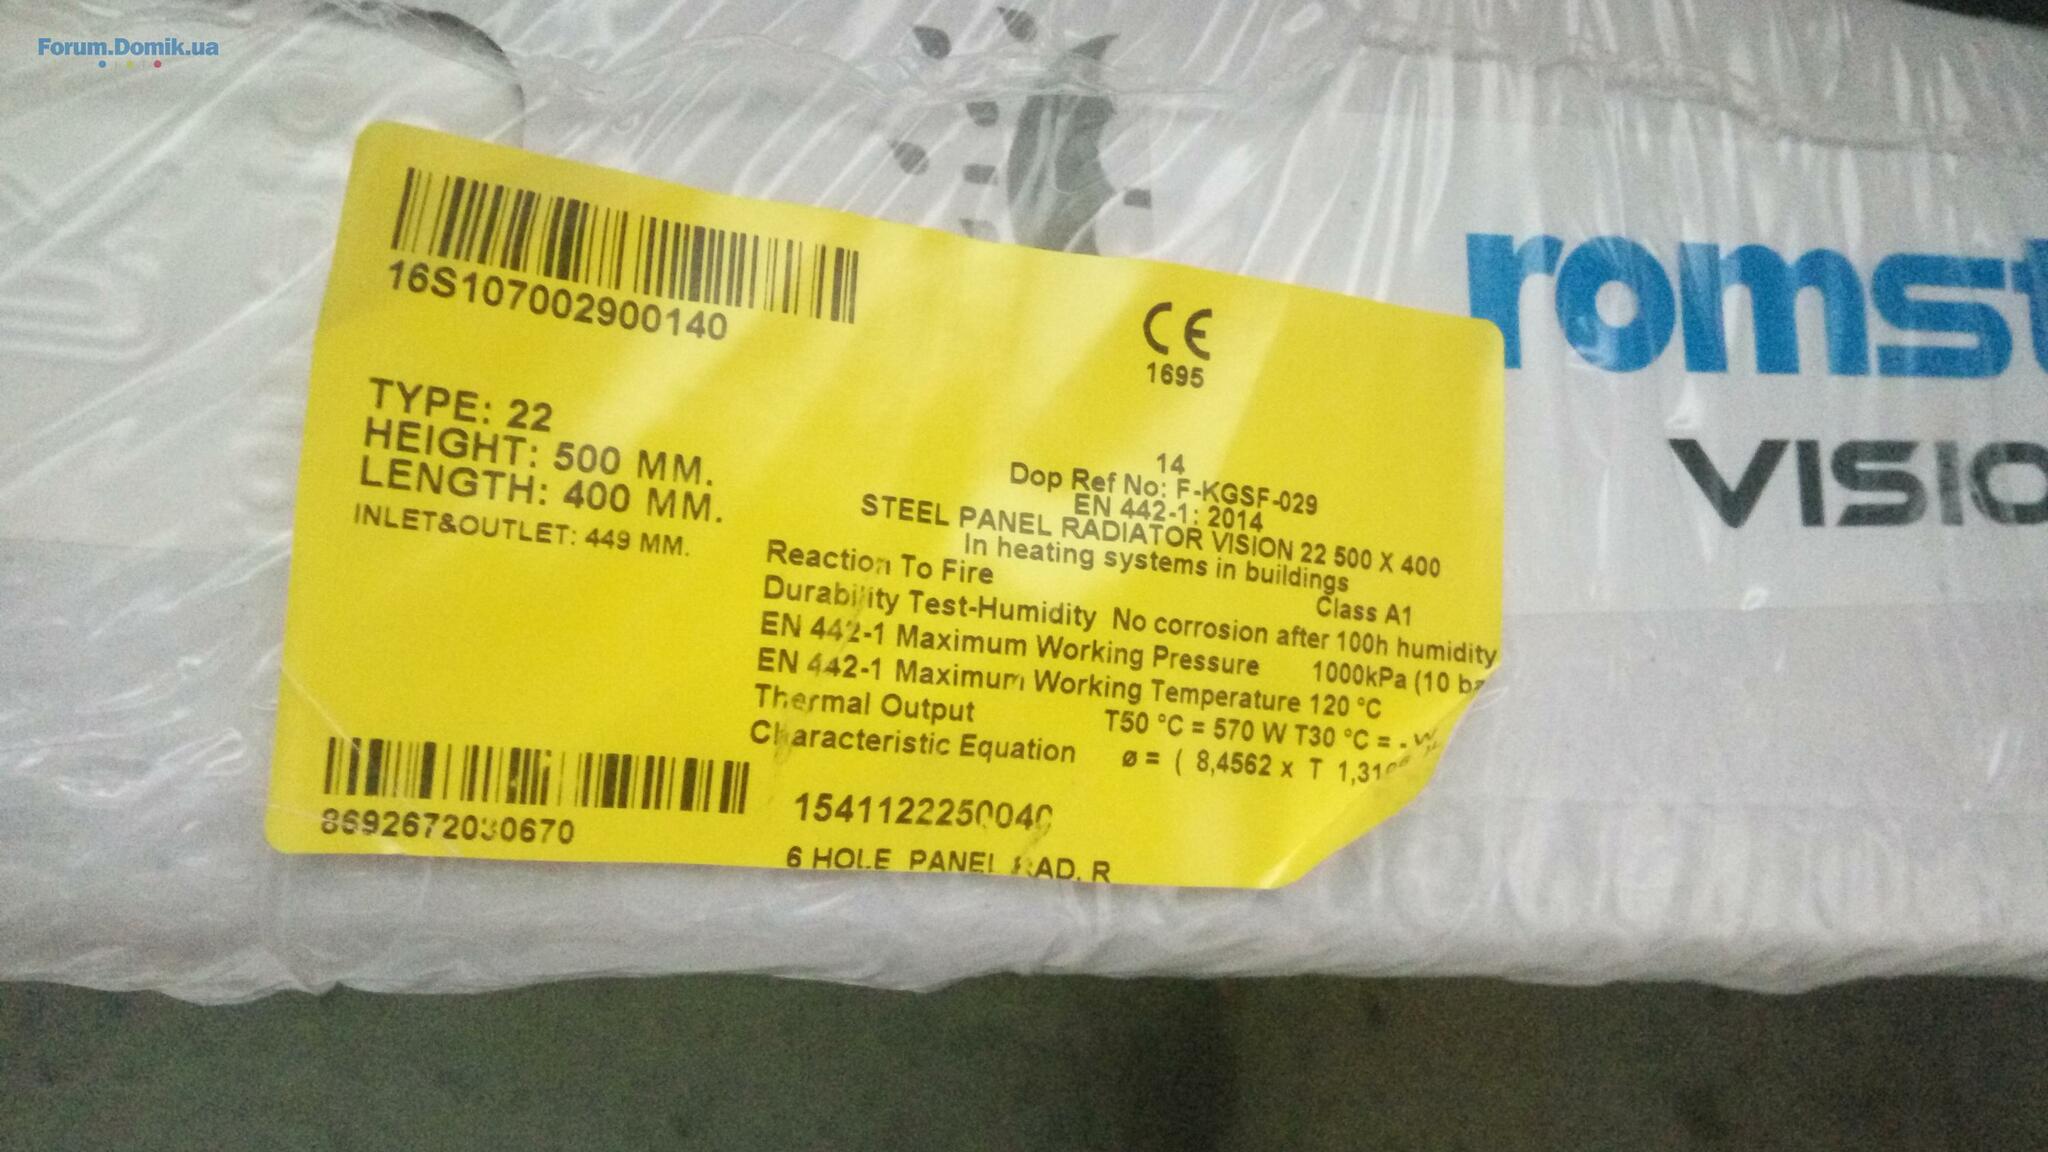 Forum.Domik.ua
16S107002900140
TYPE: 22
HEIGHT: 500 MM.
LENGTH: 400 MM.
INLET&OUTLET: 449 MM.
CE
1695
14
Dop Ref No: F-KGSF-029
EN 442-1: 2014
STEEL PANEL RADIATOR VISION 22 500 X 400
In heating systems in buildings
Reaction To Fire Class A1
Durability Test-Humidity No corrosion after 100h humidity
EN 442-1 Maximum Working Pressure 1000kPa (10 ba
EN 442-1 Maximum Working Temperature 120 °C
Thermal Output T50 °C = 570 W T30 °C = - W
Characteristic Equation ø = ( 8,4562 x T
8692672030670
1541122250040
6 HOLE PANEL RAD. R
romst
VISIO